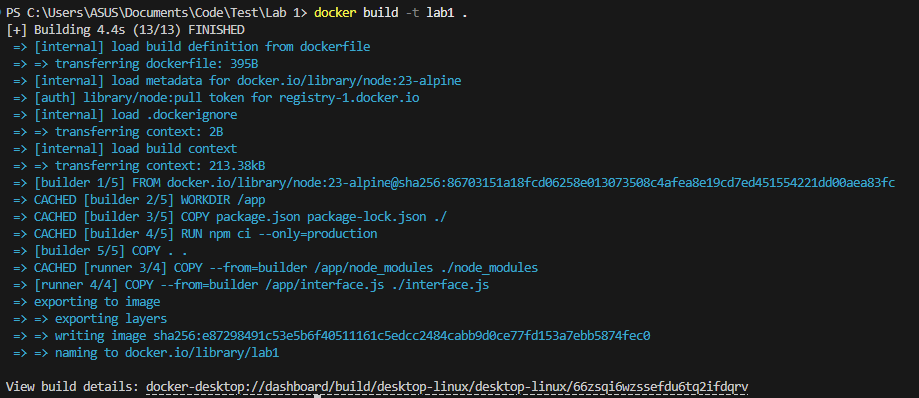 PS C:\Users\ASUS\Documents\Code\Test\Lab 1> docker build -t lab1 .
[+] Building 4.4s (13/13) FINISHED
=> [internal] load build definition from dockerfile
=> => transferring dockerfile: 395B
=> [internal] load metadata for docker.io/library/node:23-alpine
=> [auth] library/node:pull token for registry-1.docker.io
=> [internal] load .dockerignore
=> => transferring context: 2B
=> [internal] load build context
=> => transferring context: 213.38kB
=> [builder 1/5] FROM docker.io/library/node:23-alpine@sha256:86703151a18fcd06258e013073508c4afea8e19cd7ed451554221dd00aea83fc
=> CACHED [builder 2/5] WORKDIR /app
=> CACHED [builder 3/5] COPY package.json package-lock.json ./
=> CACHED [builder 4/5] RUN npm ci --only=production
=> [builder 5/5] COPY . .
=> CACHED [runner 3/4] COPY --from=builder /app/node_modules ./node_modules
=> [runner 4/4] COPY --from=builder /app/interface.js ./interface.js
=> exporting to image
=> => exporting layers
=> => writing image sha256:e87298491c53e5b6f40511161c5edcc2484cabb9d0ce77fd153a7ebb5874fec0
=> => naming to docker.io/library/lab1
View build details: docker-desktop://dashboard/build/desktop-linux/desktop-linux/66zsqi6wzssefdu6tq2ifdqrv